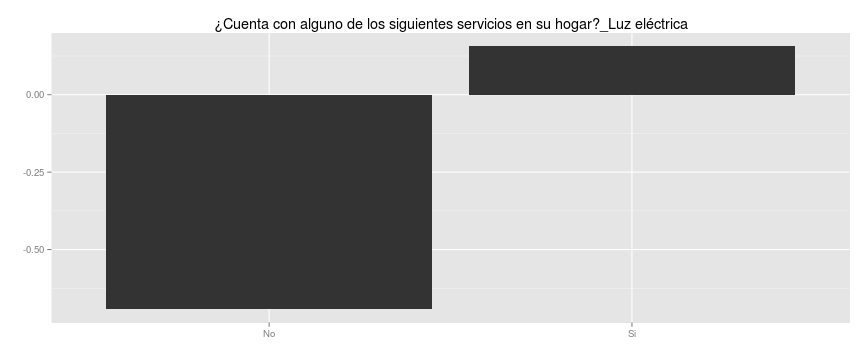 ¿Cuenta con alguno de los siguientes servicios en su hogar?_Luz eléctrica
0.00
-0.25
-0.50
No
Si